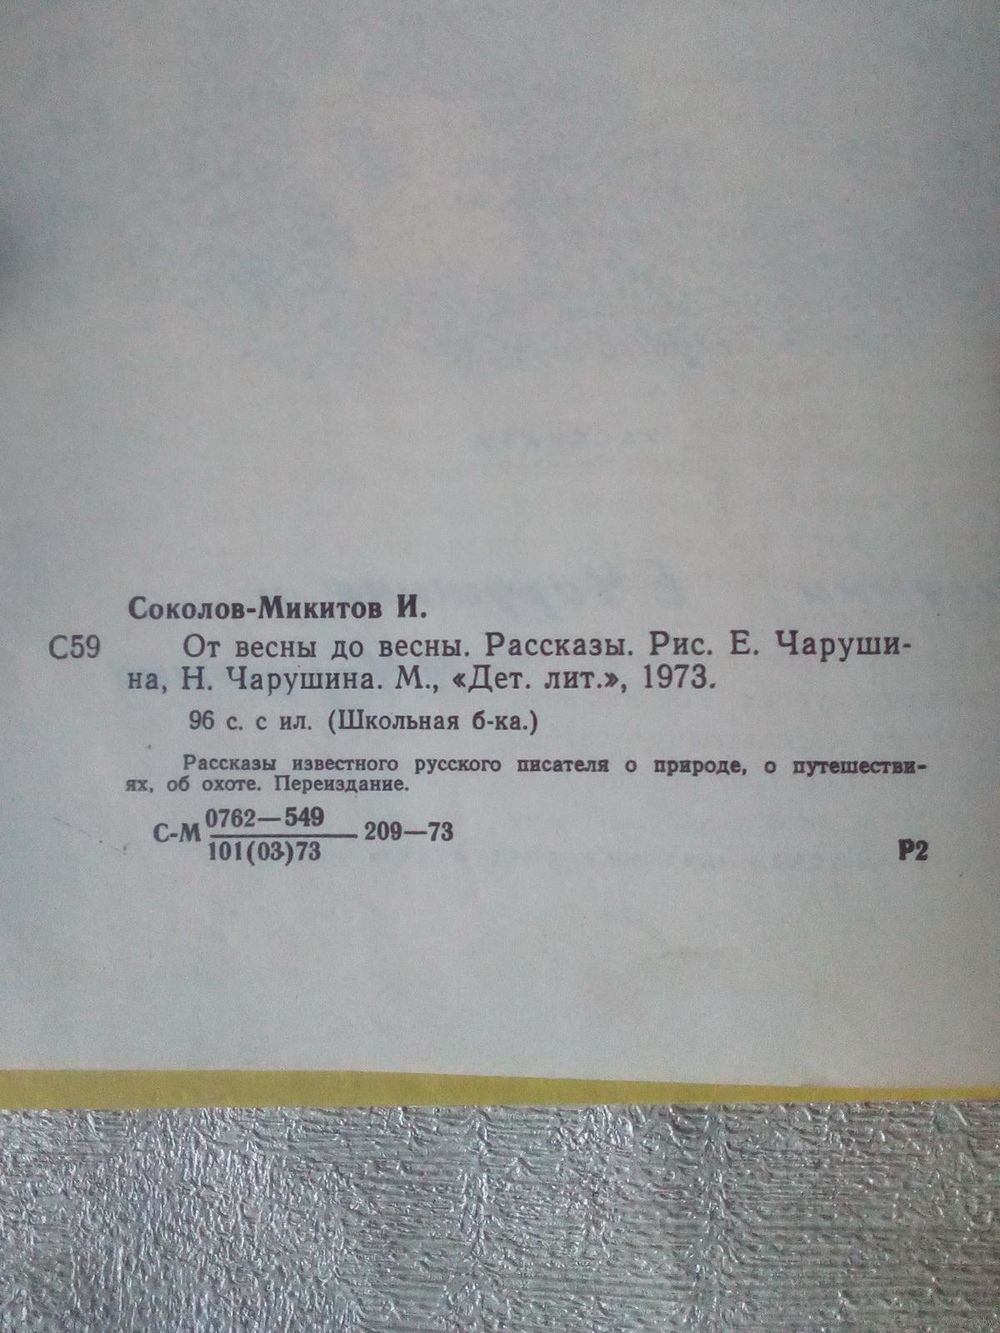 Соколов-Микитов И.
С59 От весны до весны. Рассказы. Рис. Е. Чаруши-
на, Н. Чарушина. М., «Дет. лит.», 1973.
96 с. с ил. (Школьная б-ка.)
Рассказы известного русского писателя о природе, о путешестви-
ях, об охоте. Переиздание.
0762—549
С-М 209—73
101(03)73
Р2